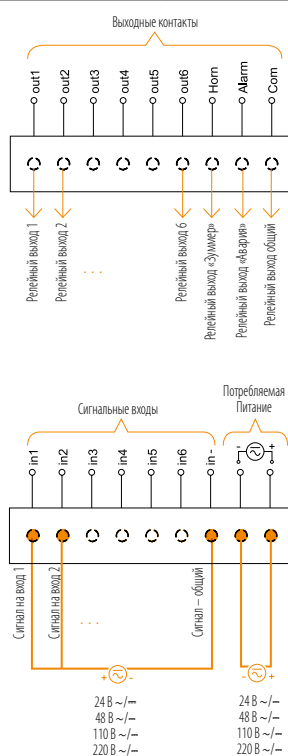 Выходные контакты
out1
out2
out3
out4
out5
out6
Horn
Alarm
Com
Релейный выход 1
Релейный выход 2
. . .
Релейный выход 6
Релейный выход «Зуммер»
Релейный выход «Авария»
Релейный выход общий
Потребляемая
Питание
Сигнальные входы
in1
in2
in3
in4
in5
in6
in -
- +
Сигнал на вход 1
Сигнал на вход 2
. . .
Сигнал – общий
+ -
- +
24 В ~/⎓
48 В ~/⎓
110 В ~/⎓
220 В ~/⎓
24 В ~/⎓
48 В ~/⎓
110 В ~/⎓
220 В ~/⎓